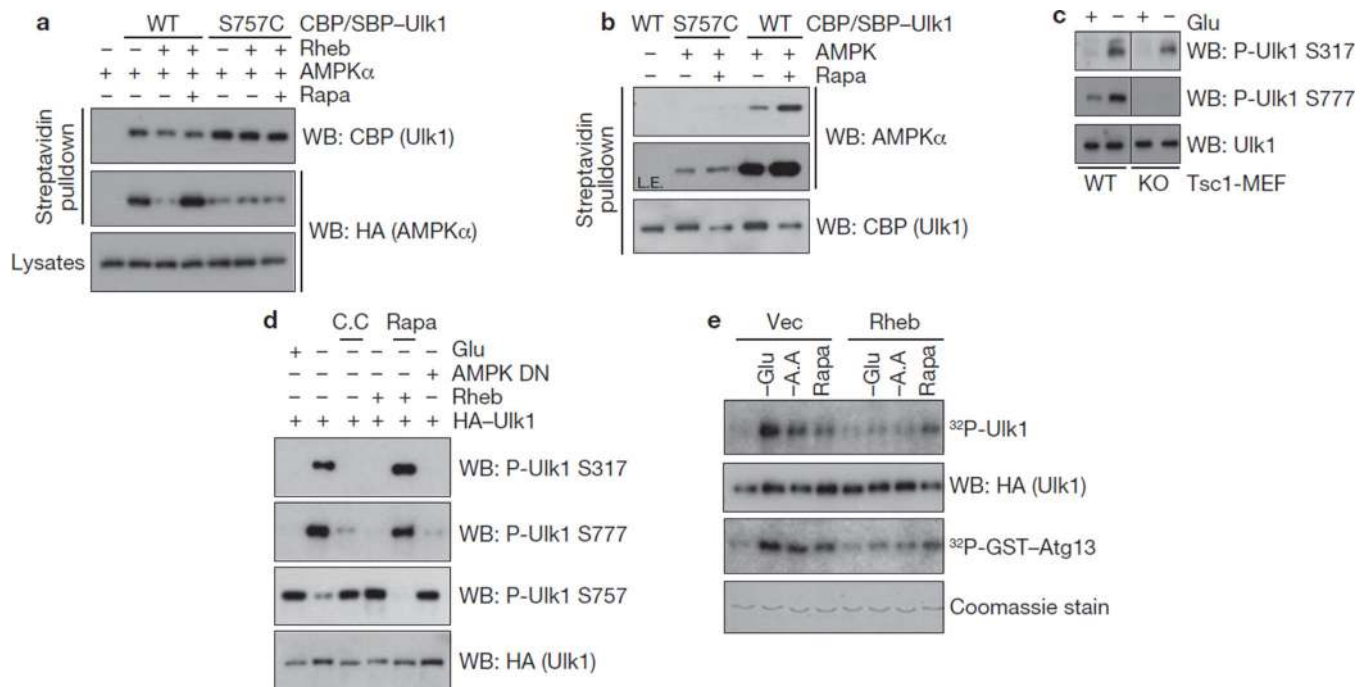 a
WT S757C CBP/SBP–Ulk1
– – + + – + + Rheb
+ + + + + + + AMPKα
– – – + – – + Rapa
Streptavidin pulldown
WB: CBP (Ulk1)
WB: HA (AMPKα)
Lysates
b
WT S757C WT CBP/SBP–Ulk1
– + + + + AMPK
– – + – + Rapa
Streptavidin pulldown
L.E.
WB: AMPKα
WB: CBP (Ulk1)
c
+ – + – Glu
WB: P-Ulk1 S317
WB: P-Ulk1 S777
WB: Ulk1
WT KO Tsc1-MEF
d
C.C Rapa
+ – – – – – Glu
– – – – – + AMPK DN
– – – + + – Rheb
+ + + + + + HA–Ulk1
WB: P-Ulk1 S317
WB: P-Ulk1 S777
WB: P-Ulk1 S757
WB: HA (Ulk1)
e
Vec Rheb
–Glu –A.A Rapa –Glu –A.A Rapa
³²P-Ulk1
WB: HA (Ulk1)
³²P-GST–Atg13
Coomassie stain